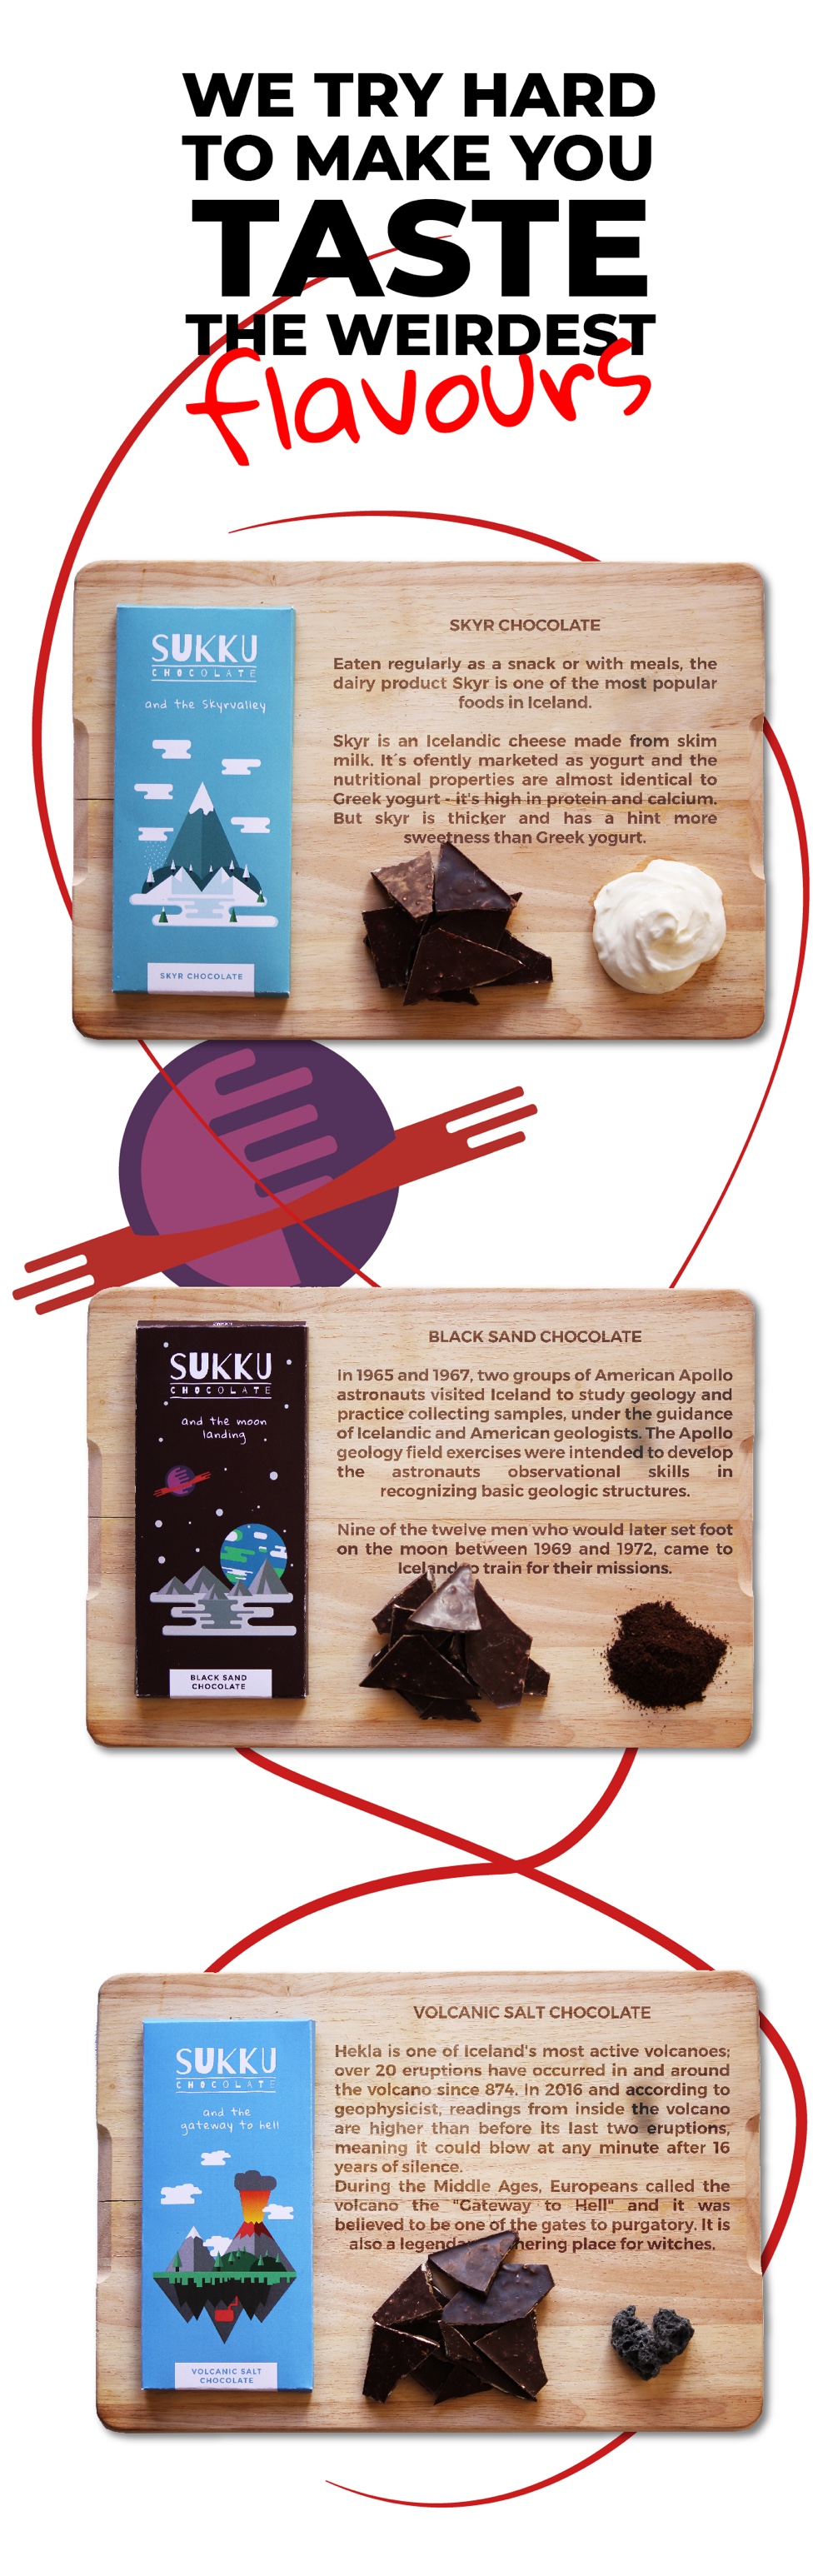 WE TRY HARD
TO MAKE YOU
TASTE
THE WEIRDEST
flavours
SUKKU
CHOCOLATE
and the Skyrvalley
SKYR CHOCOLATE
SKYR CHOCOLATE
Eaten regularly as a snack or with meals, the
dairy product Skyr is one of the most popular
foods in Iceland.
Skyr is an Icelandic cheese made from skim
milk. It´s ofently marketed as yogurt and the
nutritional properties are almost identical to
Greek yogurt - it's high in protein and calcium.
But skyr is thicker and has a hint more
sweetness than Greek yogurt.
SUKKU
CHOCOLATE
and the moon
landing
BLACK SAND
CHOCOLATE
BLACK SAND CHOCOLATE
In 1965 and 1967, two groups of American Apollo
astronauts visited Iceland to study geology and
practice collecting samples, under the guidance
of Icelandic and American geologists. The Apollo
geology field exercises were intended to develop
the astronauts observational skills in
recognizing basic geologic structures.
Nine of the twelve men who would later set foot
on the moon between 1969 and 1972, came to
Iceland to train for their missions.
SUKKU
CHOCOLATE
and the
gateway to hell
VOLCANIC SALT
CHOCOLATE
VOLCANIC SALT CHOCOLATE
Hekla is one of Iceland's most active volcanoes;
over 20 eruptions have occurred in and around
the volcano since 874. In 2016 and according to
geophysicist, readings from inside the volcano
are higher than before its last two eruptions,
meaning it could blow at any minute after 16
years of silence.
During the Middle Ages, Europeans called the
volcano the "Gateway to Hell" and it was
believed to be one of the gates to purgatory. It is
also a place for witches.